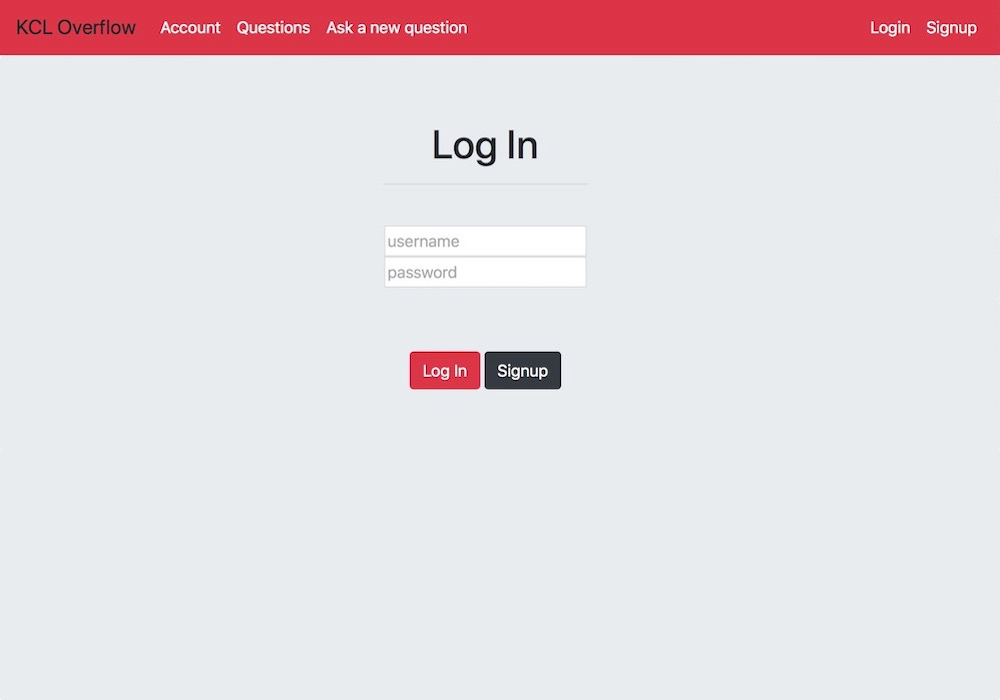 KCL Overflow Account Questions Ask a new question Login Signup
Log In
username
password
Log In Signup